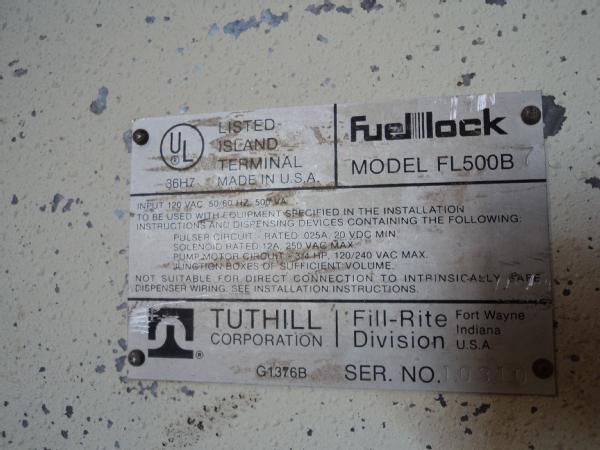 UL
®
LISTED
ISLAND
TERMINAL
36H7 MADE IN U.S.A.
Fuel lock
MODEL FL500B 7
INPUT 120 VAC, 50/60 HZ, 500 VA
TO BE USED WITH EQUIPMENT SPECIFIED IN THE INSTALLATION
INSTRUCTIONS AND DISPENSING DEVICES CONTAINING THE FOLLOWING:
PULSER CIRCUIT - RATED .025A, 20 VDC MIN.
SOLENOID RATED 12A, 250 VAC MAX.
PUMP MOTOR CIRCUIT - 3/4 HP, 120/240 VAC MAX.
JUNCTION BOXES OF SUFFICIENT VOLUME.
NOT SUITABLE FOR DIRECT CONNECTION TO INTRINSICALLY SAFE
DISPENSER WIRING. SEE INSTALLATION INSTRUCTIONS.
®
TUTHILL
CORPORATION
Fill-Rite
Division
Fort Wayne
Indiana
U.S.A.
G1376B
SER. NO.